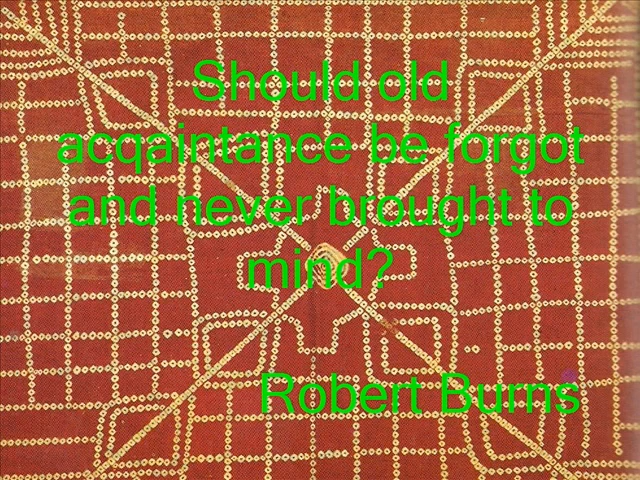 Should old
acqaintance be forgot
and never brought to
mind?
Robert Burns